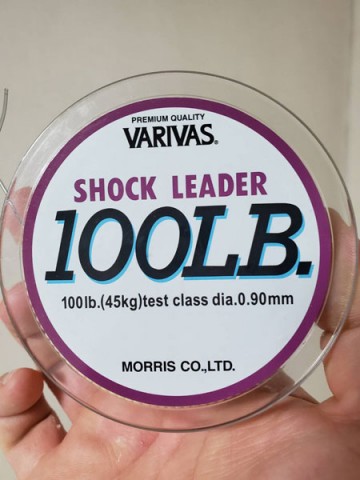 PREMIUM QUALITY
VARIVAS®
SHOCK LEADER
100LB.
100lb.(45kg)test class dia.0.90mm
MORRIS CO.,LTD.